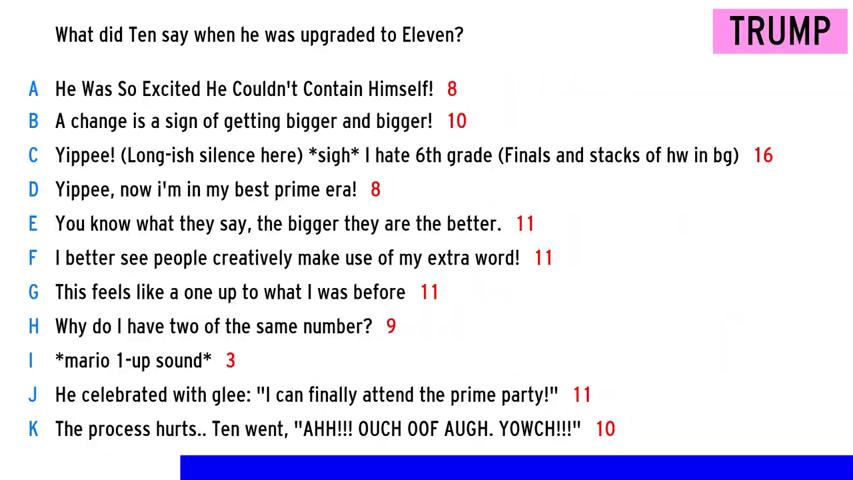 What did Ten say when he was upgraded to Eleven?
TRUMP
A He Was So Excited He Couldn't Contain Himself! 8
B A change is a sign of getting bigger and bigger! 10
C Yippee! (Long-ish silence here) *sigh* I hate 6th grade (Finals and stacks of hw in bg) 16
D Yippee, now i'm in my best prime era! 8
E You know what they say, the bigger they are the better. 11
F I better see people creatively make use of my extra word! 11
G This feels like a one up to what I was before 11
H Why do I have two of the same number? 9
I *mario 1-up sound* 3
J He celebrated with glee: "I can finally attend the prime party!" 11
K The process hurts.. Ten went, "AHH!!! OUCH OOF AUGH. YOWCH!!!" 10